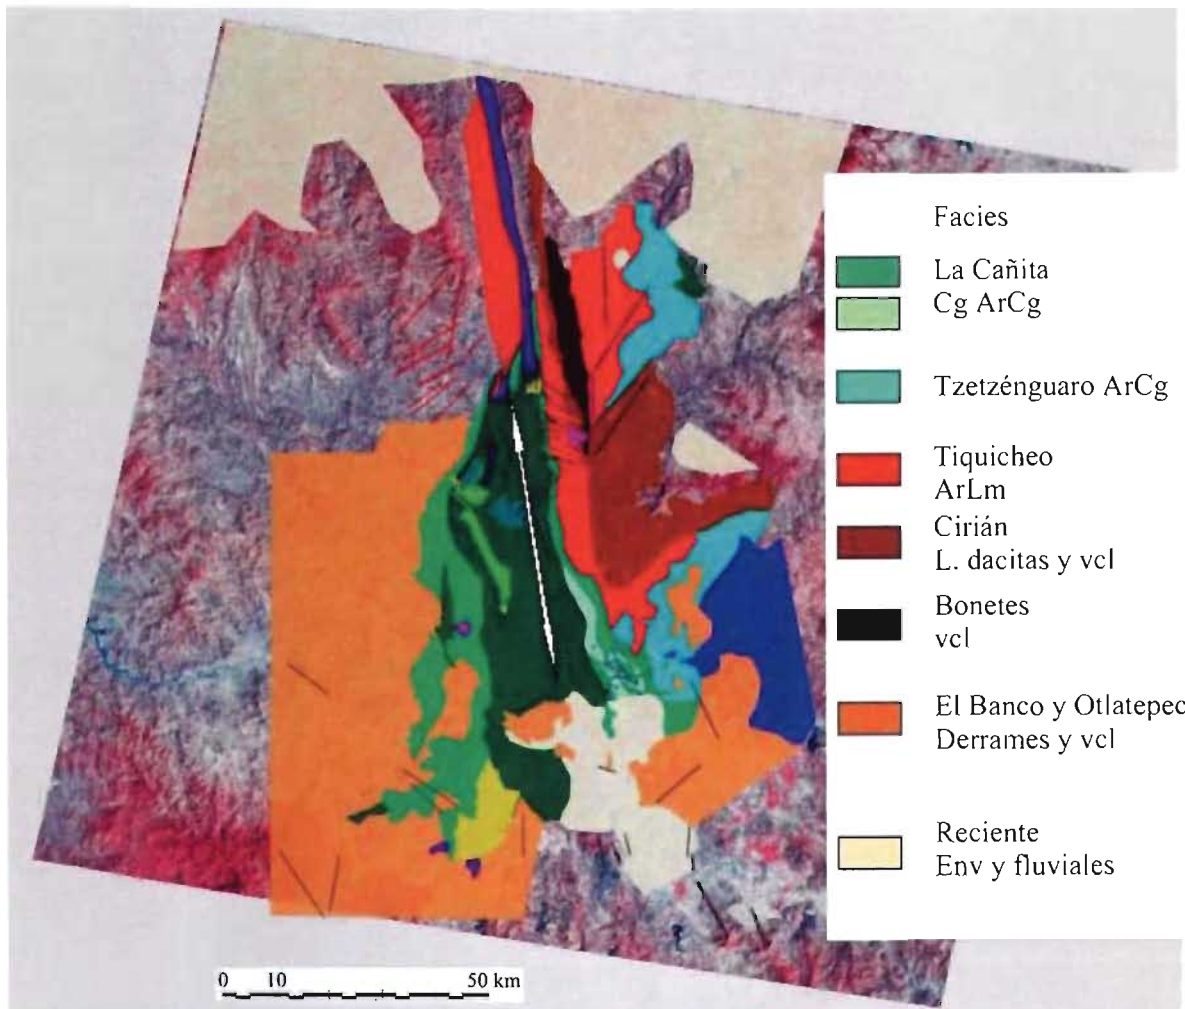 Facies
La Cañita
Cg ArCg
Tzetzénguaro ArCg
Tiquicheo
ArLm
Cirián
L. dacitas y vcl
Bonetes
vcl
El Banco y Otlatepec
Derrames y vcl
Reciente
Env y fluviales
0 10 50 km